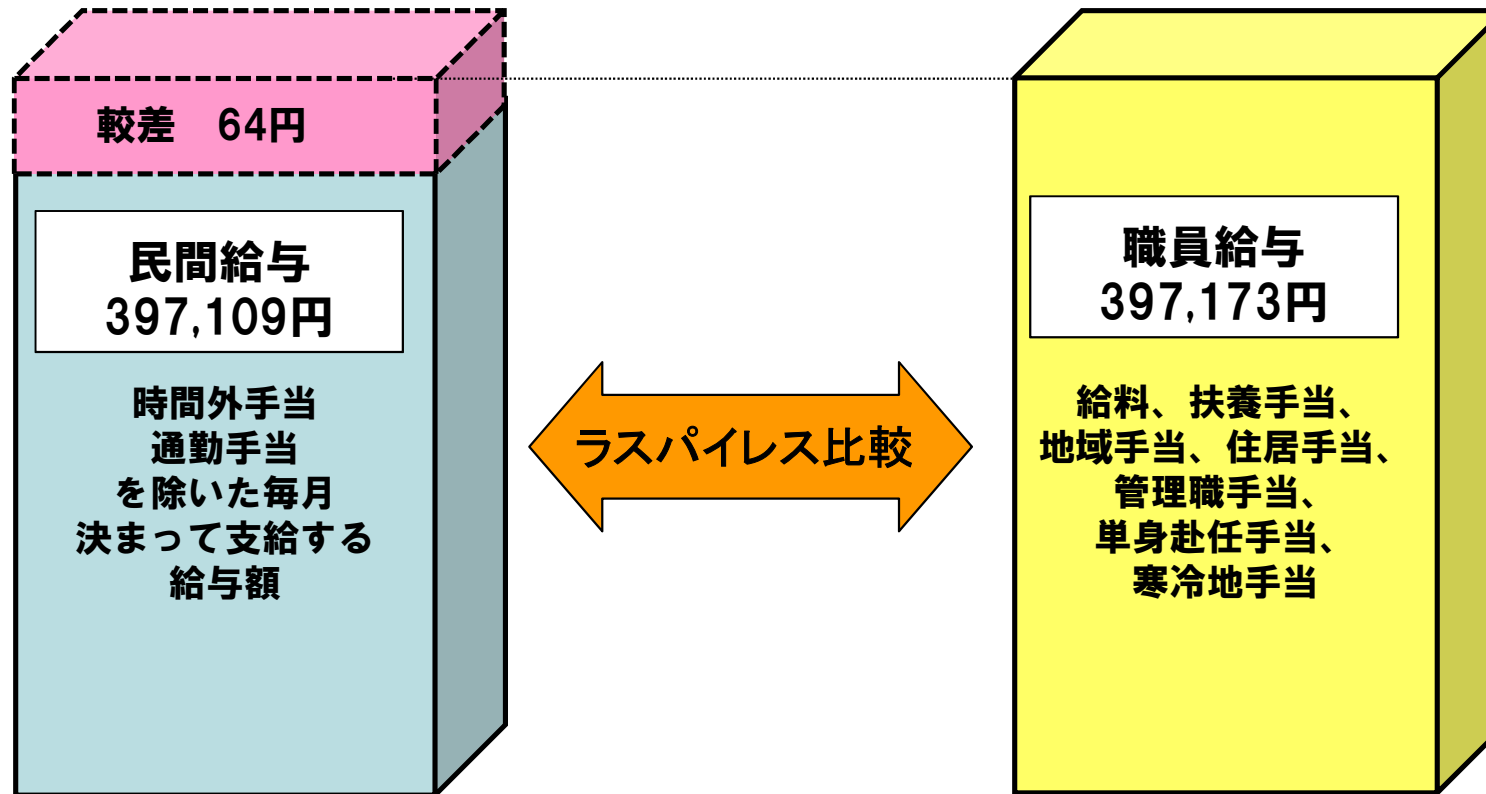 較差　64円
民間給与
397,109円
時間外手当
通勤手当
を除いた毎月
決まって支給する
給与額
ラスパイレス比較
職員給与
397,173円
給料、扶養手当、
地域手当、住居手当、
管理職手当、
単身赴任手当、
寒冷地手当